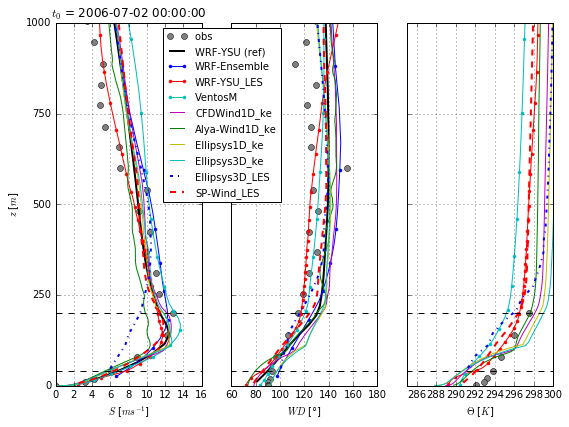 t₀ = 2006-07-02 00:00:00
obs
WRF-YSU (ref)
WRF-Ensemble
WRF-YSU_LES
VentosM
CFDWind1D_ke
Alya-Wind1D_ke
Ellipsys1D_ke
Ellipsys3D_ke
Ellipsys3D_LES
SP-Wind_LES
1000
750
500
250
0
z [m]
0 2 4 6 8 10 12 14 16
S [ms⁻¹]
60 80 100 120 140 160 180
WD [°]
286 288 290 292 294 296 298 300
Θ [K]